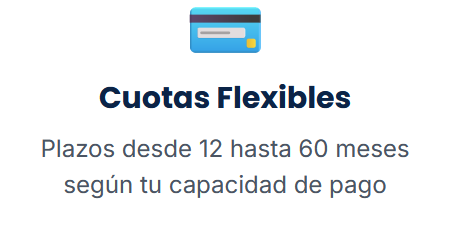 Cuotas Flexibles
Plazos desde 12 hasta 60 meses
según tu capacidad de pago